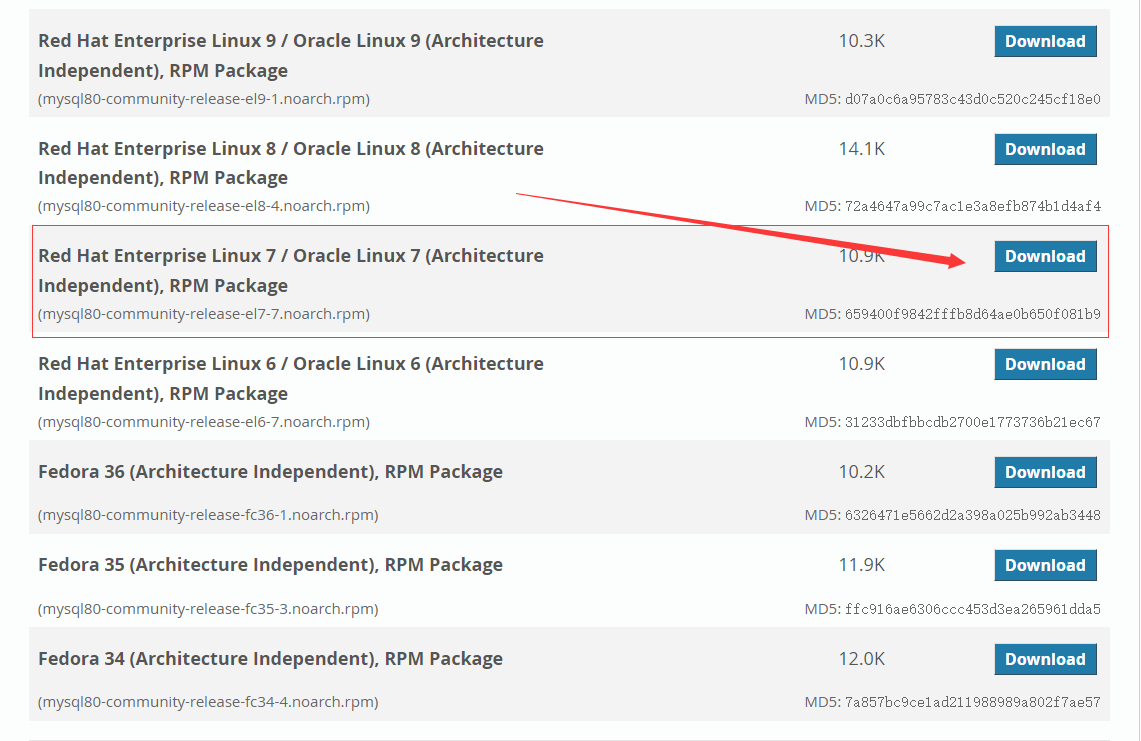 Red Hat Enterprise Linux 9 / Oracle Linux 9 (Architecture 10.3K Download
Independent), RPM Package
(mysql80-community-release-el9-1.noarch.rpm) MD5: d07a0c6a95783c43d0c520c245cf18e0
Red Hat Enterprise Linux 8 / Oracle Linux 8 (Architecture 14.1K Download
Independent), RPM Package
(mysql80-community-release-el8-4.noarch.rpm) MD5: 72a4647a99c7ac1e3a8efb874b1d4af4
Red Hat Enterprise Linux 7 / Oracle Linux 7 (Architecture 10.9K Download
Independent), RPM Package
(mysql80-community-release-el7-7.noarch.rpm) MD5: 659400f9842fffb8d64ae0b650f081b9
Red Hat Enterprise Linux 6 / Oracle Linux 6 (Architecture 10.9K Download
Independent), RPM Package
(mysql80-community-release-el6-7.noarch.rpm) MD5: 31233dbfbbcdb2700e1773736b21ec67
Fedora 36 (Architecture Independent), RPM Package 10.2K Download
(mysql80-community-release-fc36-1.noarch.rpm) MD5: 6326471e5662d2a398a025b992ab3448
Fedora 35 (Architecture Independent), RPM Package 11.9K Download
(mysql80-community-release-fc35-3.noarch.rpm) MD5: ffc916ae6306ccc453d3ea265961dda5
Fedora 34 (Architecture Independent), RPM Package 12.0K Download
(mysql80-community-release-fc34-4.noarch.rpm) MD5: 7a857bc9ce1ad211988989a802f7ae57